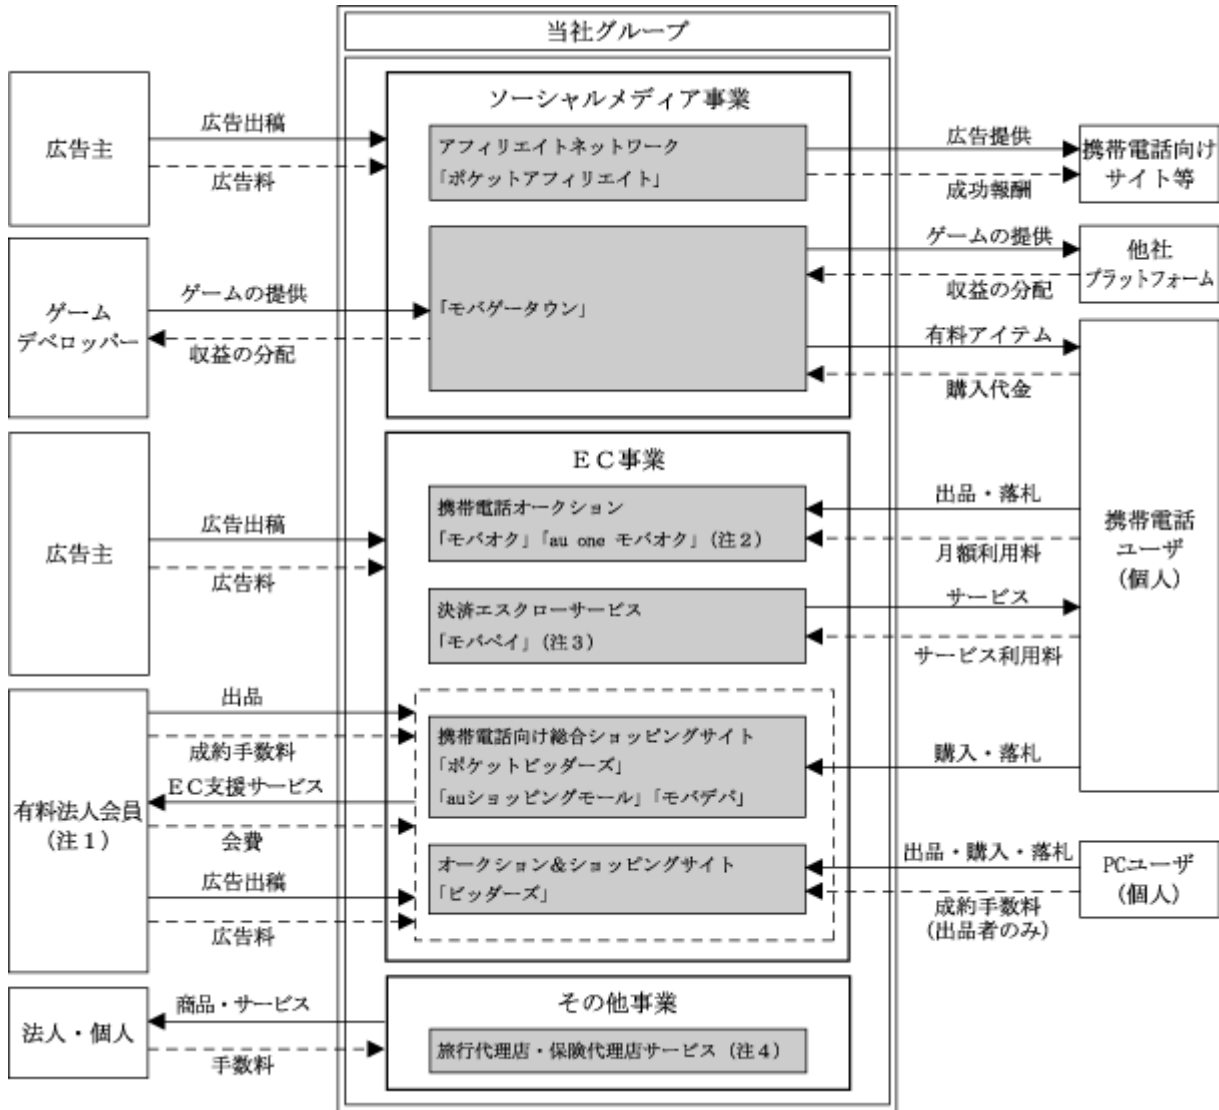 当社グループ
ソーシャルメディア事業
広告主
広告出稿
広告料
アフィリエイトネットワーク
「ポケットアフィリエイト」
広告提供
成功報酬
携帯電話向け
サイト等
ゲーム
デベロッパー
ゲームの提供
収益の分配
「モバゲータウン」
ゲームの提供
収益の分配
他社
プラットフォーム
有料アイテム
購入代金
携帯電話
ユーザ
(個人)
EC事業
広告主
広告出稿
広告料
携帯電話オークション
「モバオク」「au one モバオク」(注2)
出品・落札
月額利用料
決済エスクローサービス
「モバペイ」(注3)
サービス
サービス利用料
有料法人会員
(注1)
出品
成約手数料
EC支援サービス
会費
広告出稿
広告料
携帯電話向け総合ショッピングサイト
「ポケットビッダーズ」
「auショッピングモール」「モバデパ」
購入・落札
オークション&ショッピングサイト
「ビッダーズ」
出品・購入・落札
成約手数料
(出品者のみ)
PCユーザ
(個人)
その他事業
法人・個人
商品・サービス
手数料
旅行代理店・保険代理店サービス(注4)